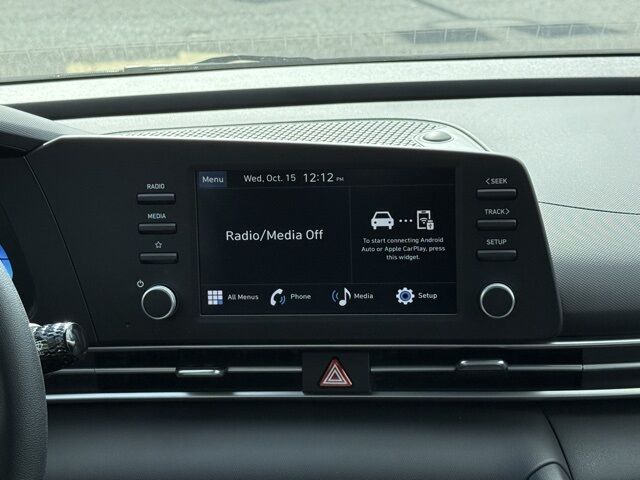 Menu Wed, Oct. 15 12:12 PM
RADIO
MEDIA
< SEEK
TRACK >
SETUP
Radio/Media Off
To start connecting Android
Auto or Apple CarPlay, press
this widget.
All Menus Phone Media Setup